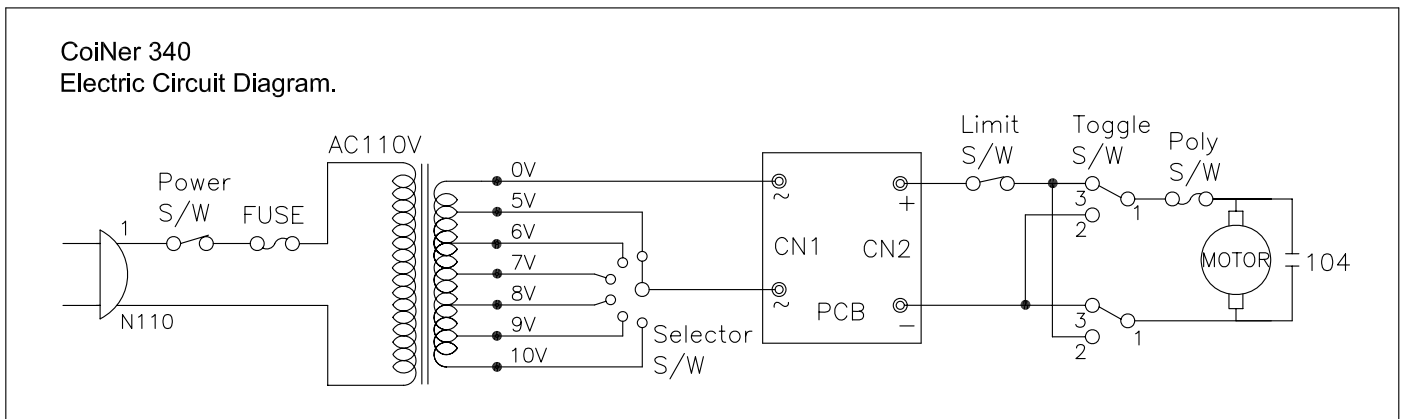 CoiNer 340
Electric Circuit Diagram.
AC110V
Power
S/W
FUSE
1
N110
0V
5V
6V
7V
8V
9V
10V
Selector
S/W
~
CN1
~
+
CN2
-
PCB
Limit
S/W
Toggle
S/W
Poly
S/W
3
1
2
3
1
2
MOTOR
104